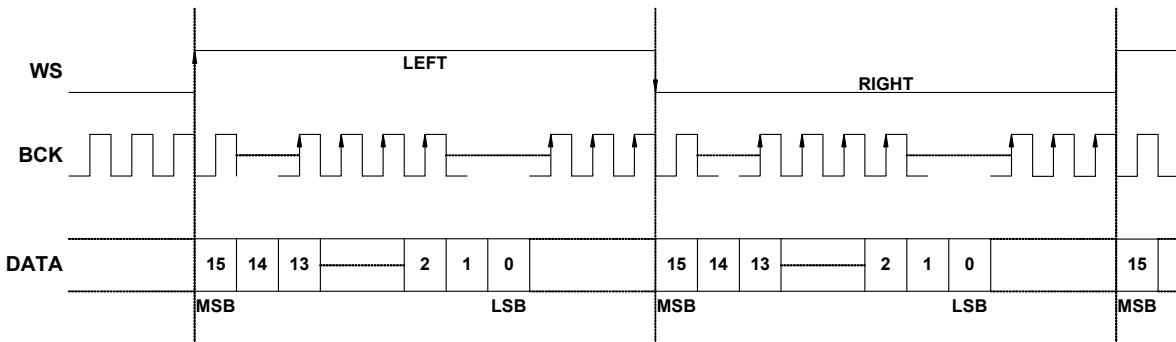 LEFT
WS
RIGHT
BCK
DATA 15 14 13 2 1 0 15 14 13 2 1 0 15
MSB LSB MSB LSB MSB